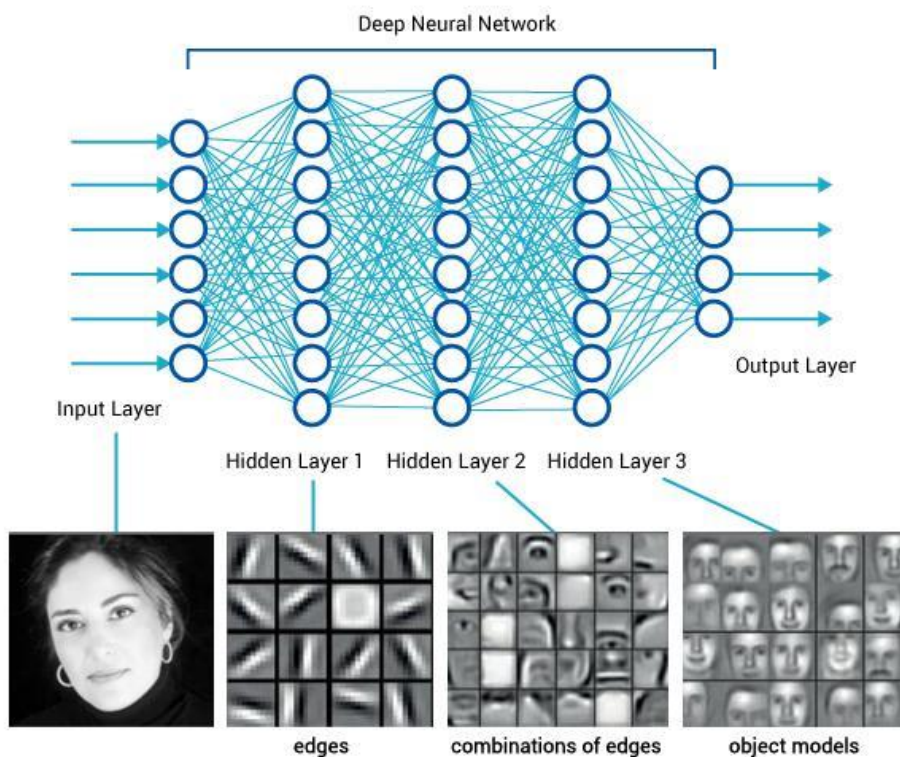 Deep Neural Network
Input Layer
Output Layer
Hidden Layer 1
Hidden Layer 2
Hidden Layer 3
edges
combinations of edges
object models